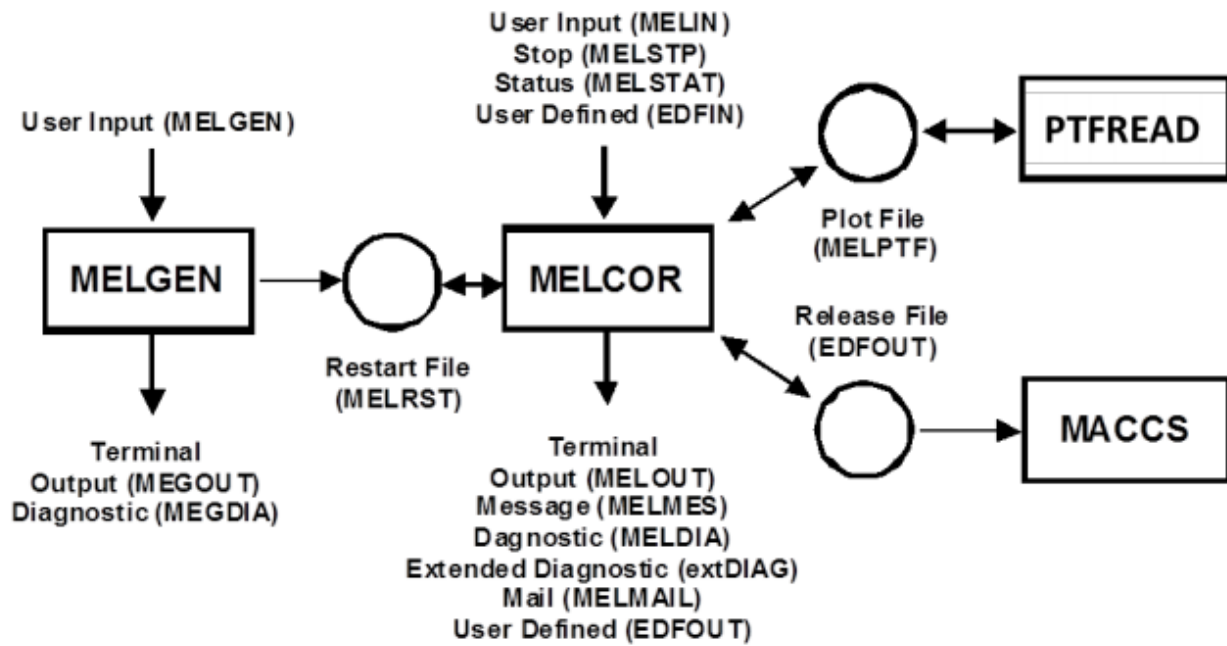 User Input (MELIN)
Stop (MELSTP)
Status (MELSTAT)
User Defined (EDFIN)
User Input (MELGEN)
PTFREAD
Plot File
(MELPTF)
MELGEN
MELCOR
Restart File
(MELRST)
Release File
(EDFOUT)
MACCS
Terminal
Output (MEGOUT)
Diagnostic (MEGDIA)
Terminal
Output (MELOUT)
Message (MELMES)
Dagnostic (MELDIA)
Extended Diagnostic (extDIAG)
Mail (MELMAIL)
User Defined (EDFOUT)